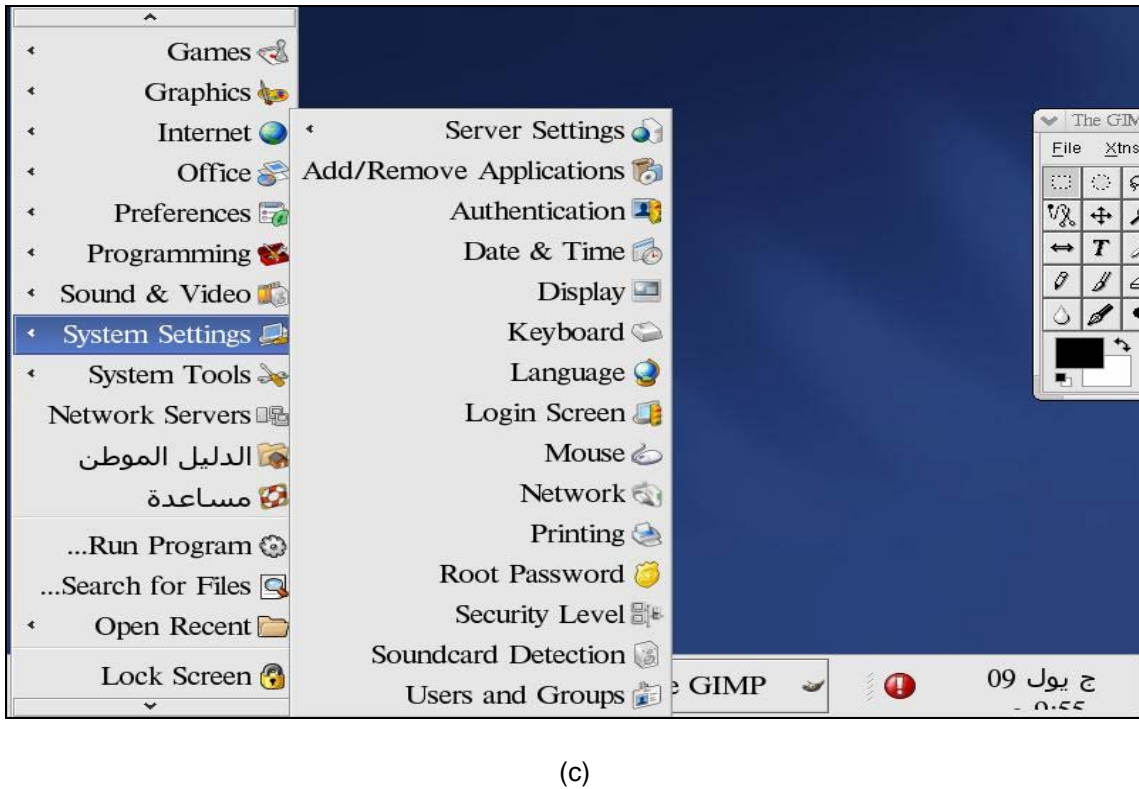 Games
Graphics
Internet
Office
Preferences
Programming
Sound & Video
System Settings
System Tools
Network Servers
الدليل الموطن
مساعدة
...Run Program
...Search for Files
Open Recent
Lock Screen
Server Settings
Add/Remove Applications
Authentication
Date & Time
Display
Keyboard
Language
Login Screen
Mouse
Network
Printing
Root Password
Security Level
Soundcard Detection
Users and Groups
The GIM
File Xtns
e GIMP
ج يول 09
(c)